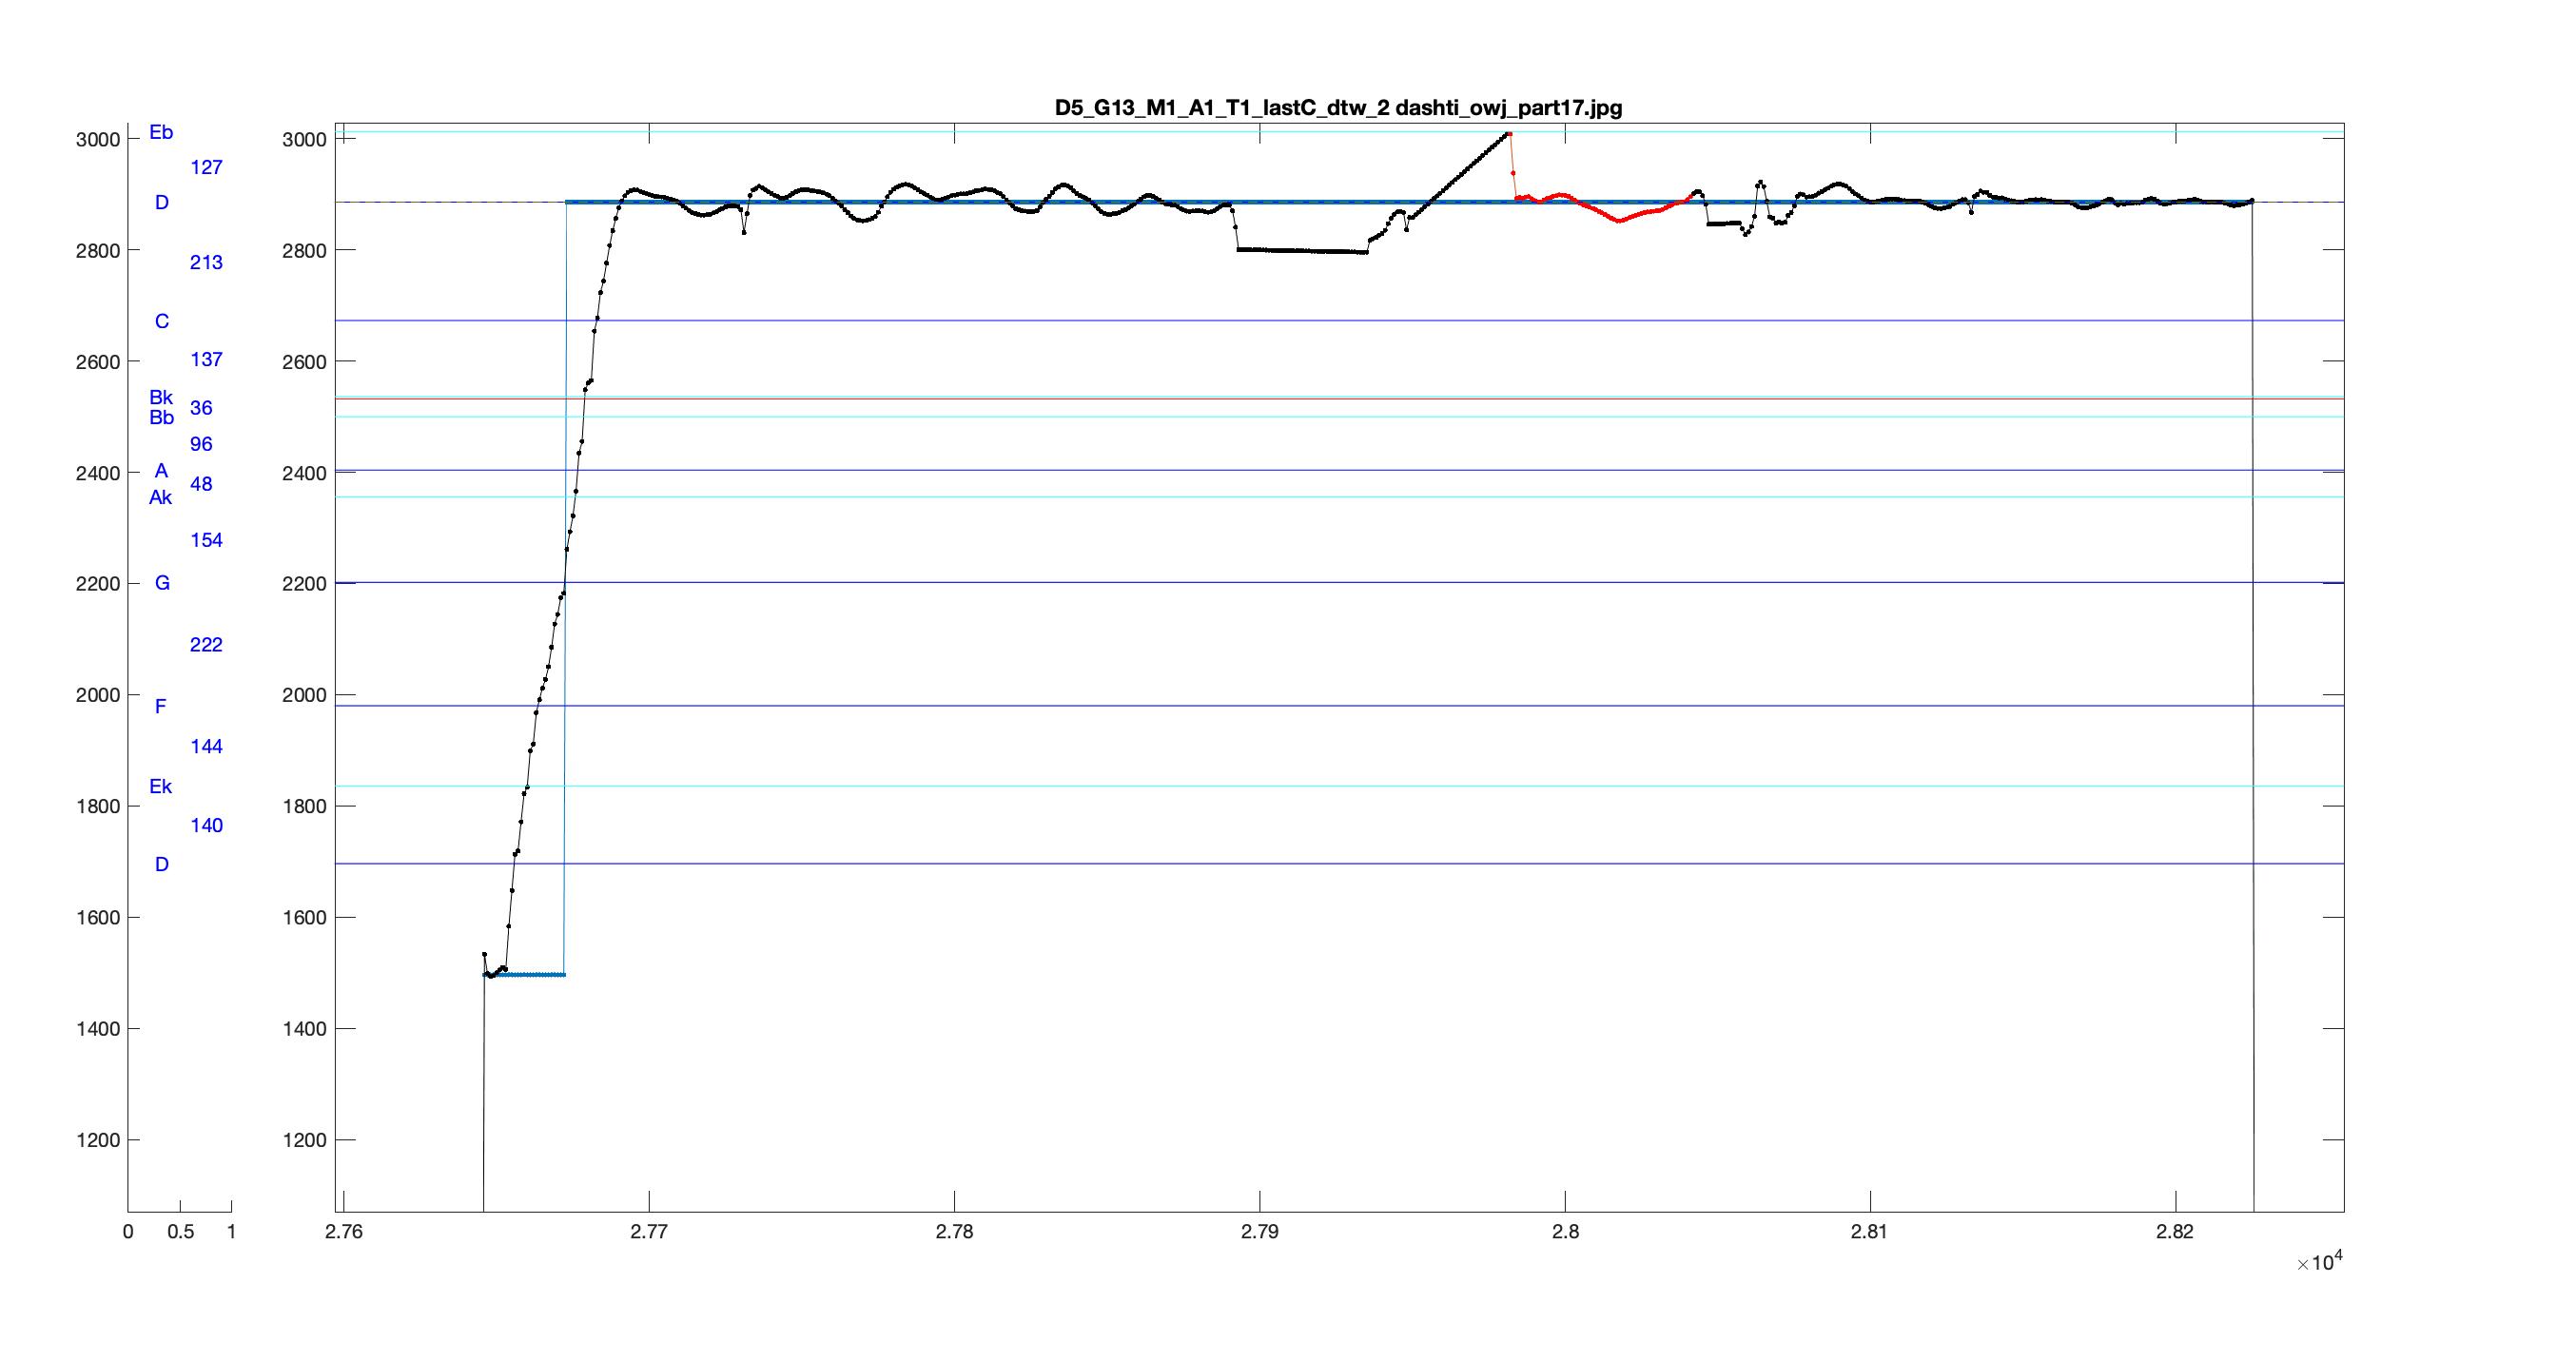 D5_G13_M1_A1_T1_lastC_dtw_2 dashti_owj_part17.jpg
3000 Eb 3000
127
D
2800 2800
213
C
137
2600 2600
Bk
36
Bb
96
2400 A 2400
48
Ak
154
2200 G 2200
222
2000 F 2000
144
Ek
1800 1800
140
D
1600 1600
1400 1400
1200 1200
0 0.5 1 2.76 2.77 2.78 2.79 2.8 2.81 2.82
×10⁴